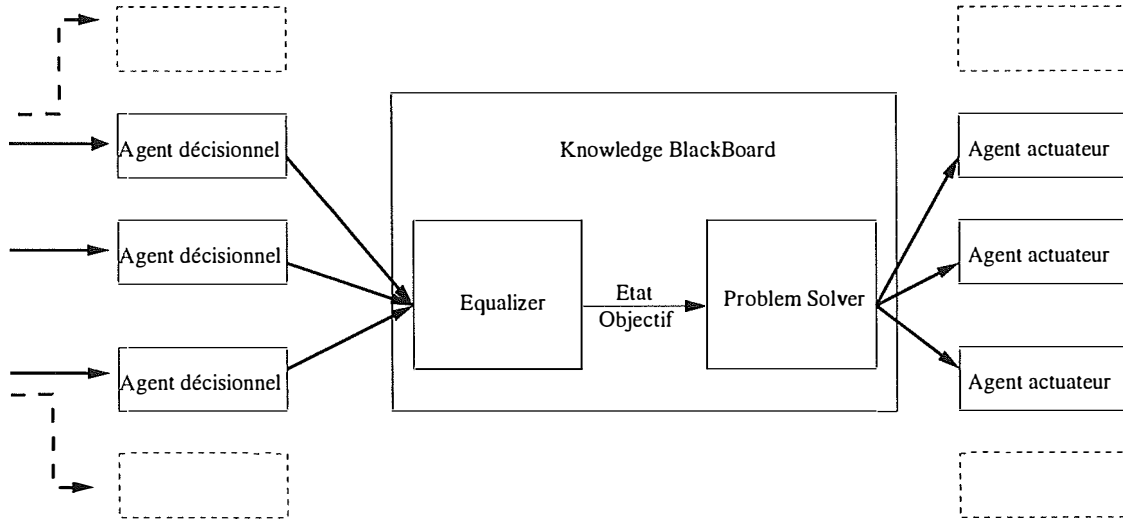 Agent décisionnel
Knowledge BlackBoard
Agent actuateur
Agent décisionnel
Agent actuateur
Equalizer
Etat
Objectif
Problem Solver
Agent décisionnel
Agent actuateur